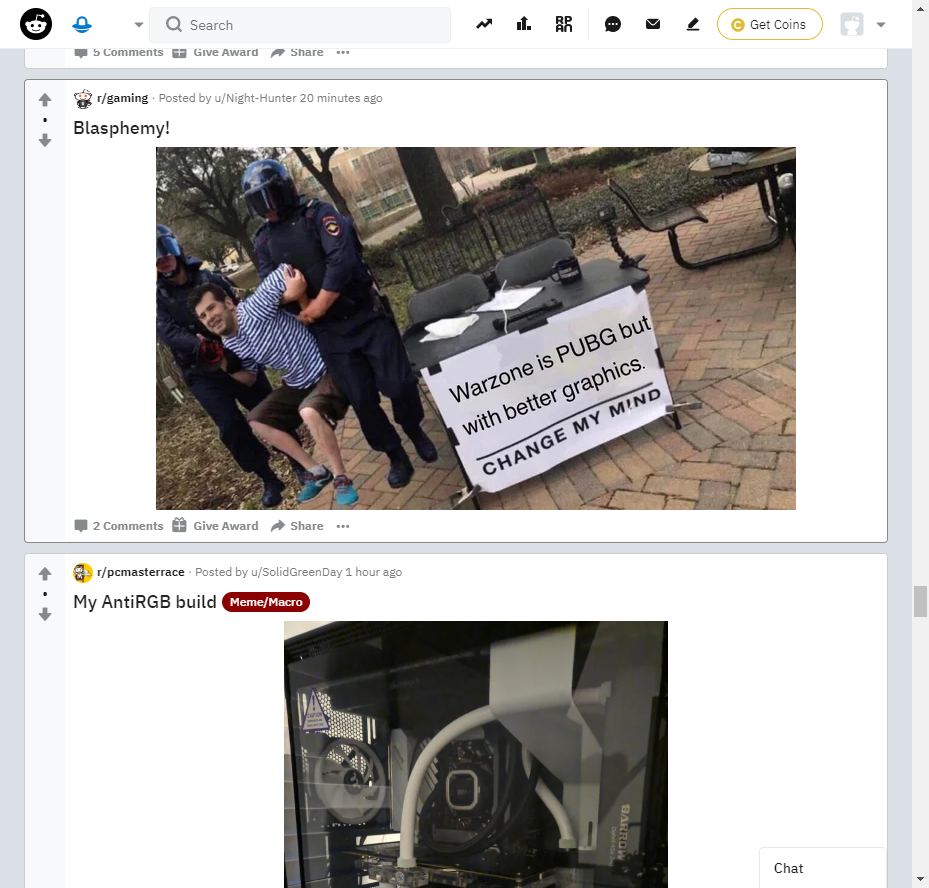 Search
Get Coins
5 Comments Give Award Share
r/gaming · Posted by u/Night-Hunter 20 minutes ago
Blasphemy!
Warzone is PUBG but
with better graphics.
CHANGE MY MIND
2 Comments Give Award Share
r/pcmasterrace · Posted by u/SolidGreenDay 1 hour ago
My AntiRGB build Meme/Macro
Chat